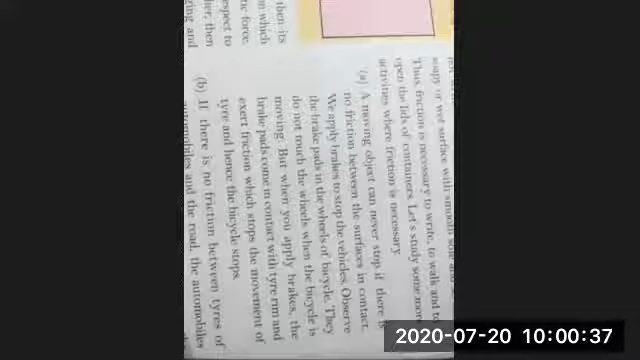 soapy or wet surface with smooth sole and
Thus friction is necessary to write, to walk and to
open the lids of containers. Let's study some more
activities where friction is necessary.
(a) A moving object can never stop if there is
no friction between the surfaces in contact.
We apply brakes to stop the vehicles. Observe
the brake pads in the wheels of bicycle. They
do not touch the wheels when the bicycle is
moving. But when you apply brakes, the
brake pads come in contact with tyre rim and
exert friction which stops the movement of
tyre and hence the bicycle stops.
(b) If there is no friction between tyres of
automobiles and the road, the automobiles
then its
on which
tic force.
espect to
her, then
ring and
2020-07-20 10:00:37